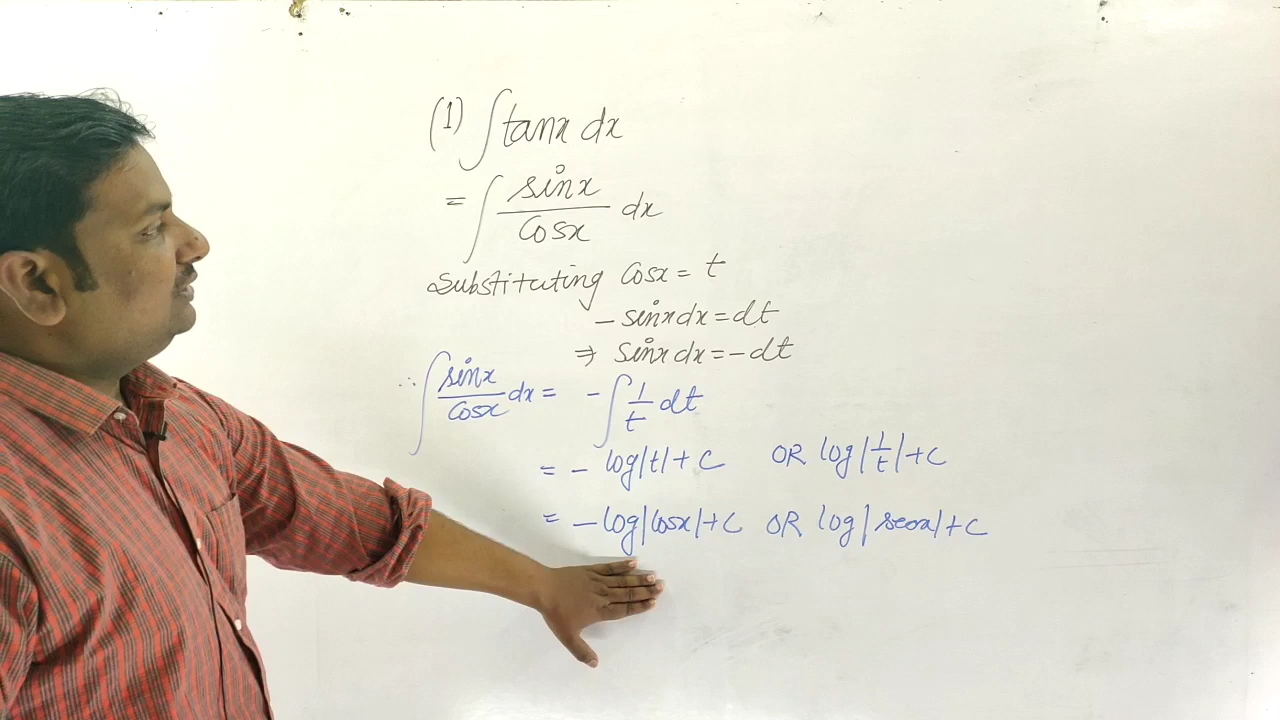 (1) ∫tanx dx
= ∫ sinx/cosx dx
Substituting cosx = t
- sinx dx = dt
⇒ sinx dx = - dt
∴ ∫ sinx/cosx dx = - ∫ 1/t dt
= - log|t| + c OR log|1/t| + c
= - log|cosx| + c OR log|secx| + c